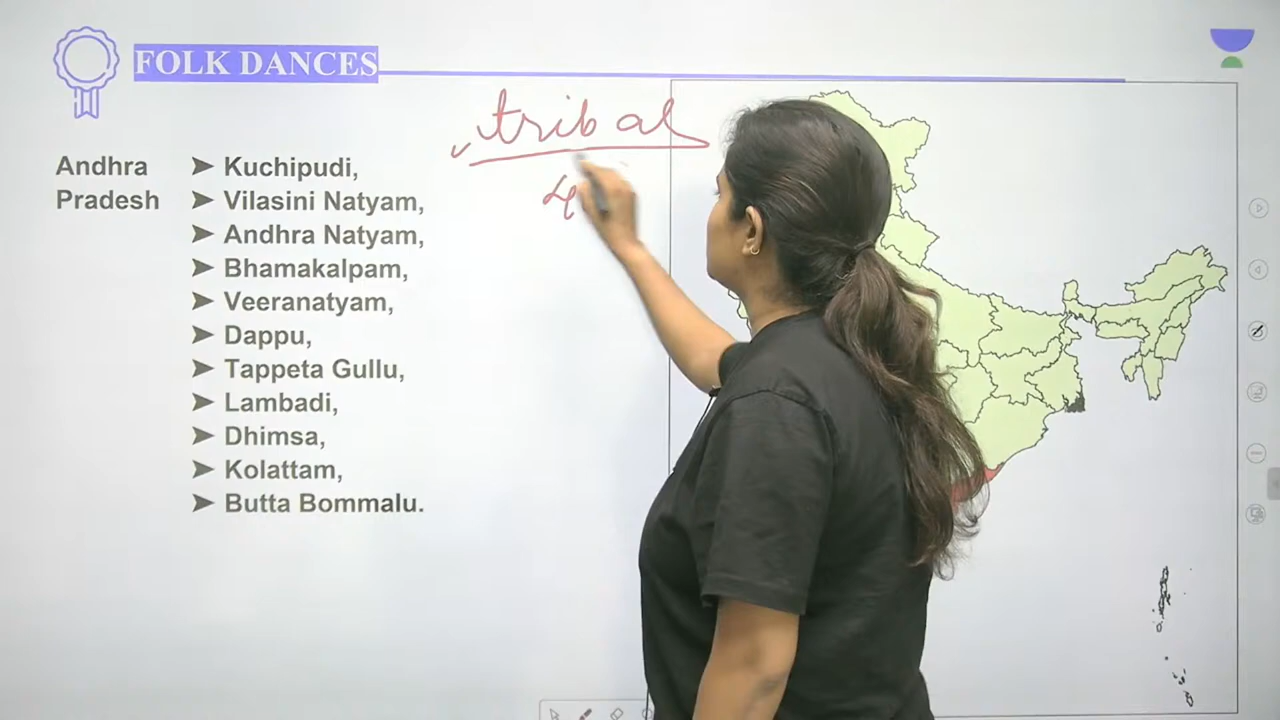 FOLK DANCES
tribal
Andhra
Pradesh
➤ Kuchipudi,
➤ Vilasini Natyam,
➤ Andhra Natyam,
➤ Bhamakalpam,
➤ Veeranatyam,
➤ Dappu,
➤ Tappeta Gullu,
➤ Lambadi,
➤ Dhimsa,
➤ Kolattam,
➤ Butta Bommalu.